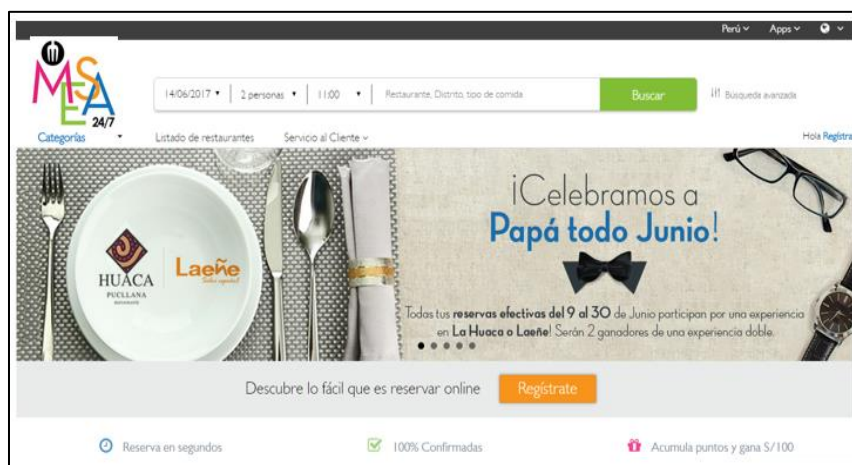 Perú Apps
MESA
24/7
14/06/2017 2 personas 11:00 Restaurante, Distrito, tipo de comida Buscar Búsqueda avanzada
Categorías Listado de restaurantes Servicio al Cliente Hola Regístra
¡Celebramos a
Papá todo Junio!
HUACA
PUCLLANA
RESTAURANTE
Laeñe
Todas tus reservas efectivas del 9 al 30 de Junio participan por una experiencia
en La Huaca o Laeñe! Serán 2 ganadores de una experiencia doble.
Descubre lo fácil que es reservar online Regístrate
Reserva en segundos 100% Confirmadas Acumula puntos y gana S/100